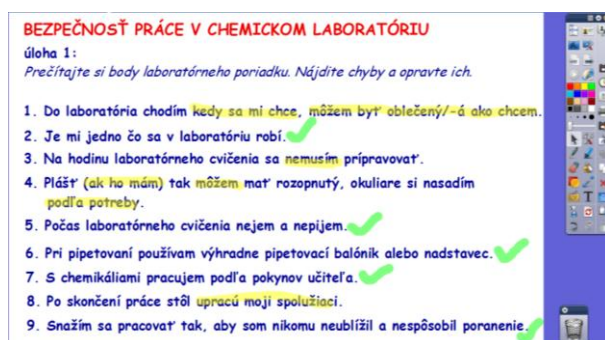 BEZPEČNOSŤ PRÁCE V CHEMICKOM LABORATÓRIU
úloha 1:
Prečítajte si body laboratórneho poriadku. Nájdite chyby a opravte ich.
1. Do laboratória chodím kedy sa mi chce, môžem byť oblečený/-á ako chcem.
2. Je mi jedno čo sa v laboratóriu robí.
3. Na hodinu laboratórneho cvičenia sa nemusím prípravovať.
4. Plášť (ak ho mám) tak môžem mať rozopnutý, okuliare si nasadím
podľa potreby.
5. Počas laboratórneho cvičenia nejem a nepijem.
6. Pri pipetovaní používam výhradne pipetovací balónik alebo nadstavec.
7. S chemikáliami pracujem podľa pokynov učiteľa.
8. Po skončení práce stôl upracú moji spolužiaci.
9. Snažím sa pracovať tak, aby som nikomu neublížil a nespôsobil poranenie.